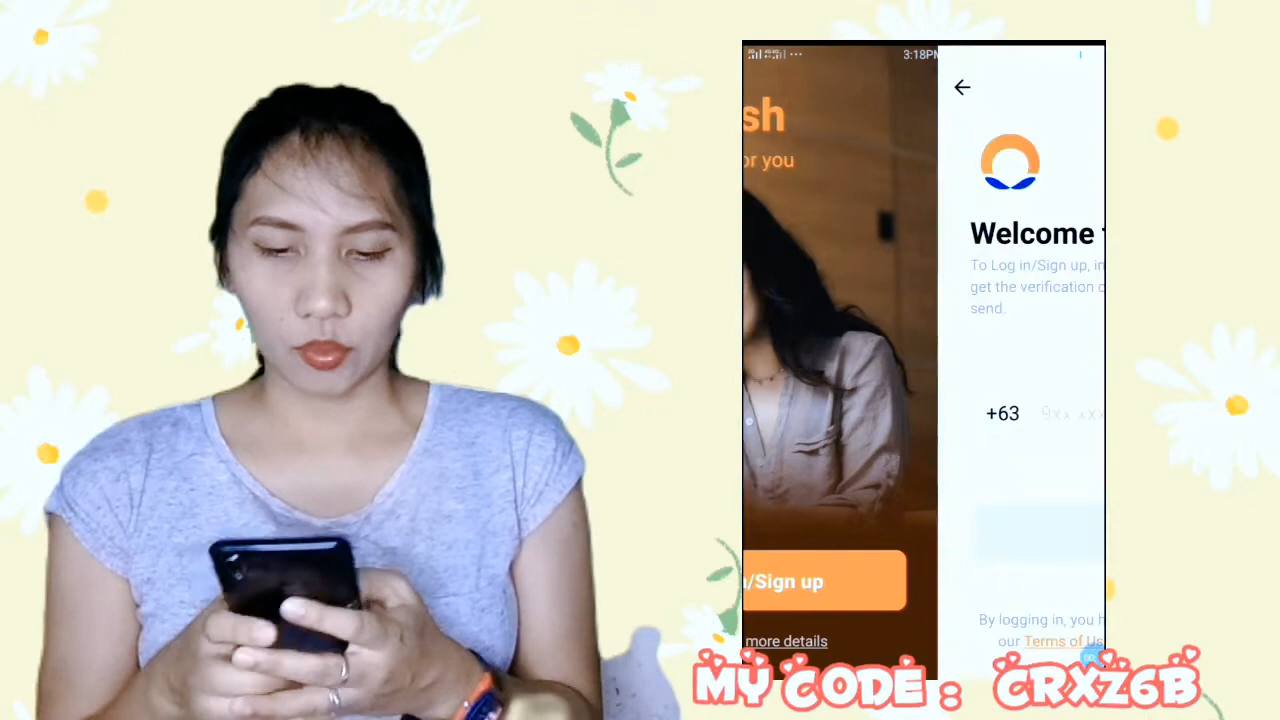 Daisy
3:18PM
sh
or you
Welcome
To Log in/Sign up, in
get the verification
send.
+63
/Sign up
more details
By logging in, you h
our Terms of Us
MY CODE : CRXZ6B